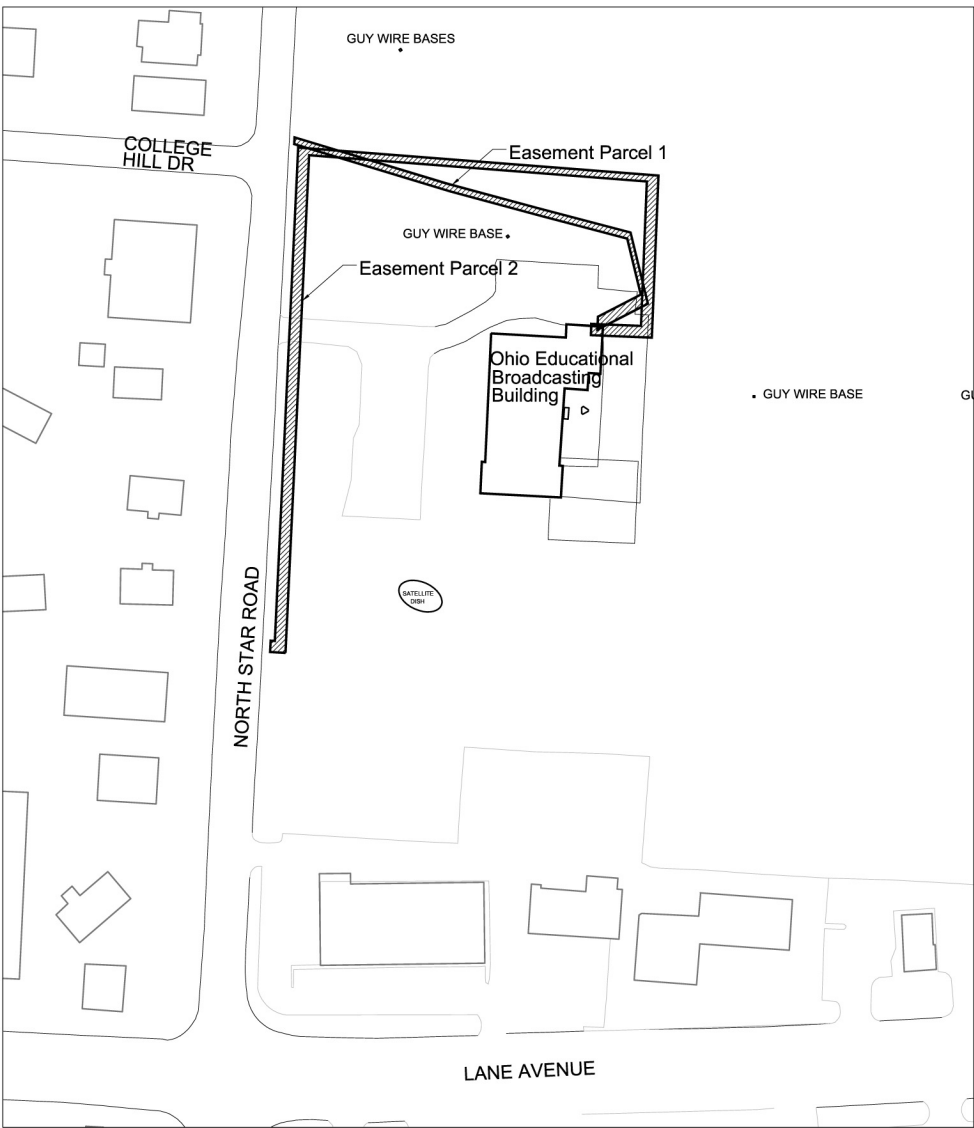 GUY WIRE BASES
COLLEGE
HILL DR
Easement Parcel 1
GUY WIRE BASE
Easement Parcel 2
Ohio Educational
Broadcasting
Building
GUY WIRE BASE
GU
SATELLITE
DISH
NORTH STAR ROAD
LANE AVENUE